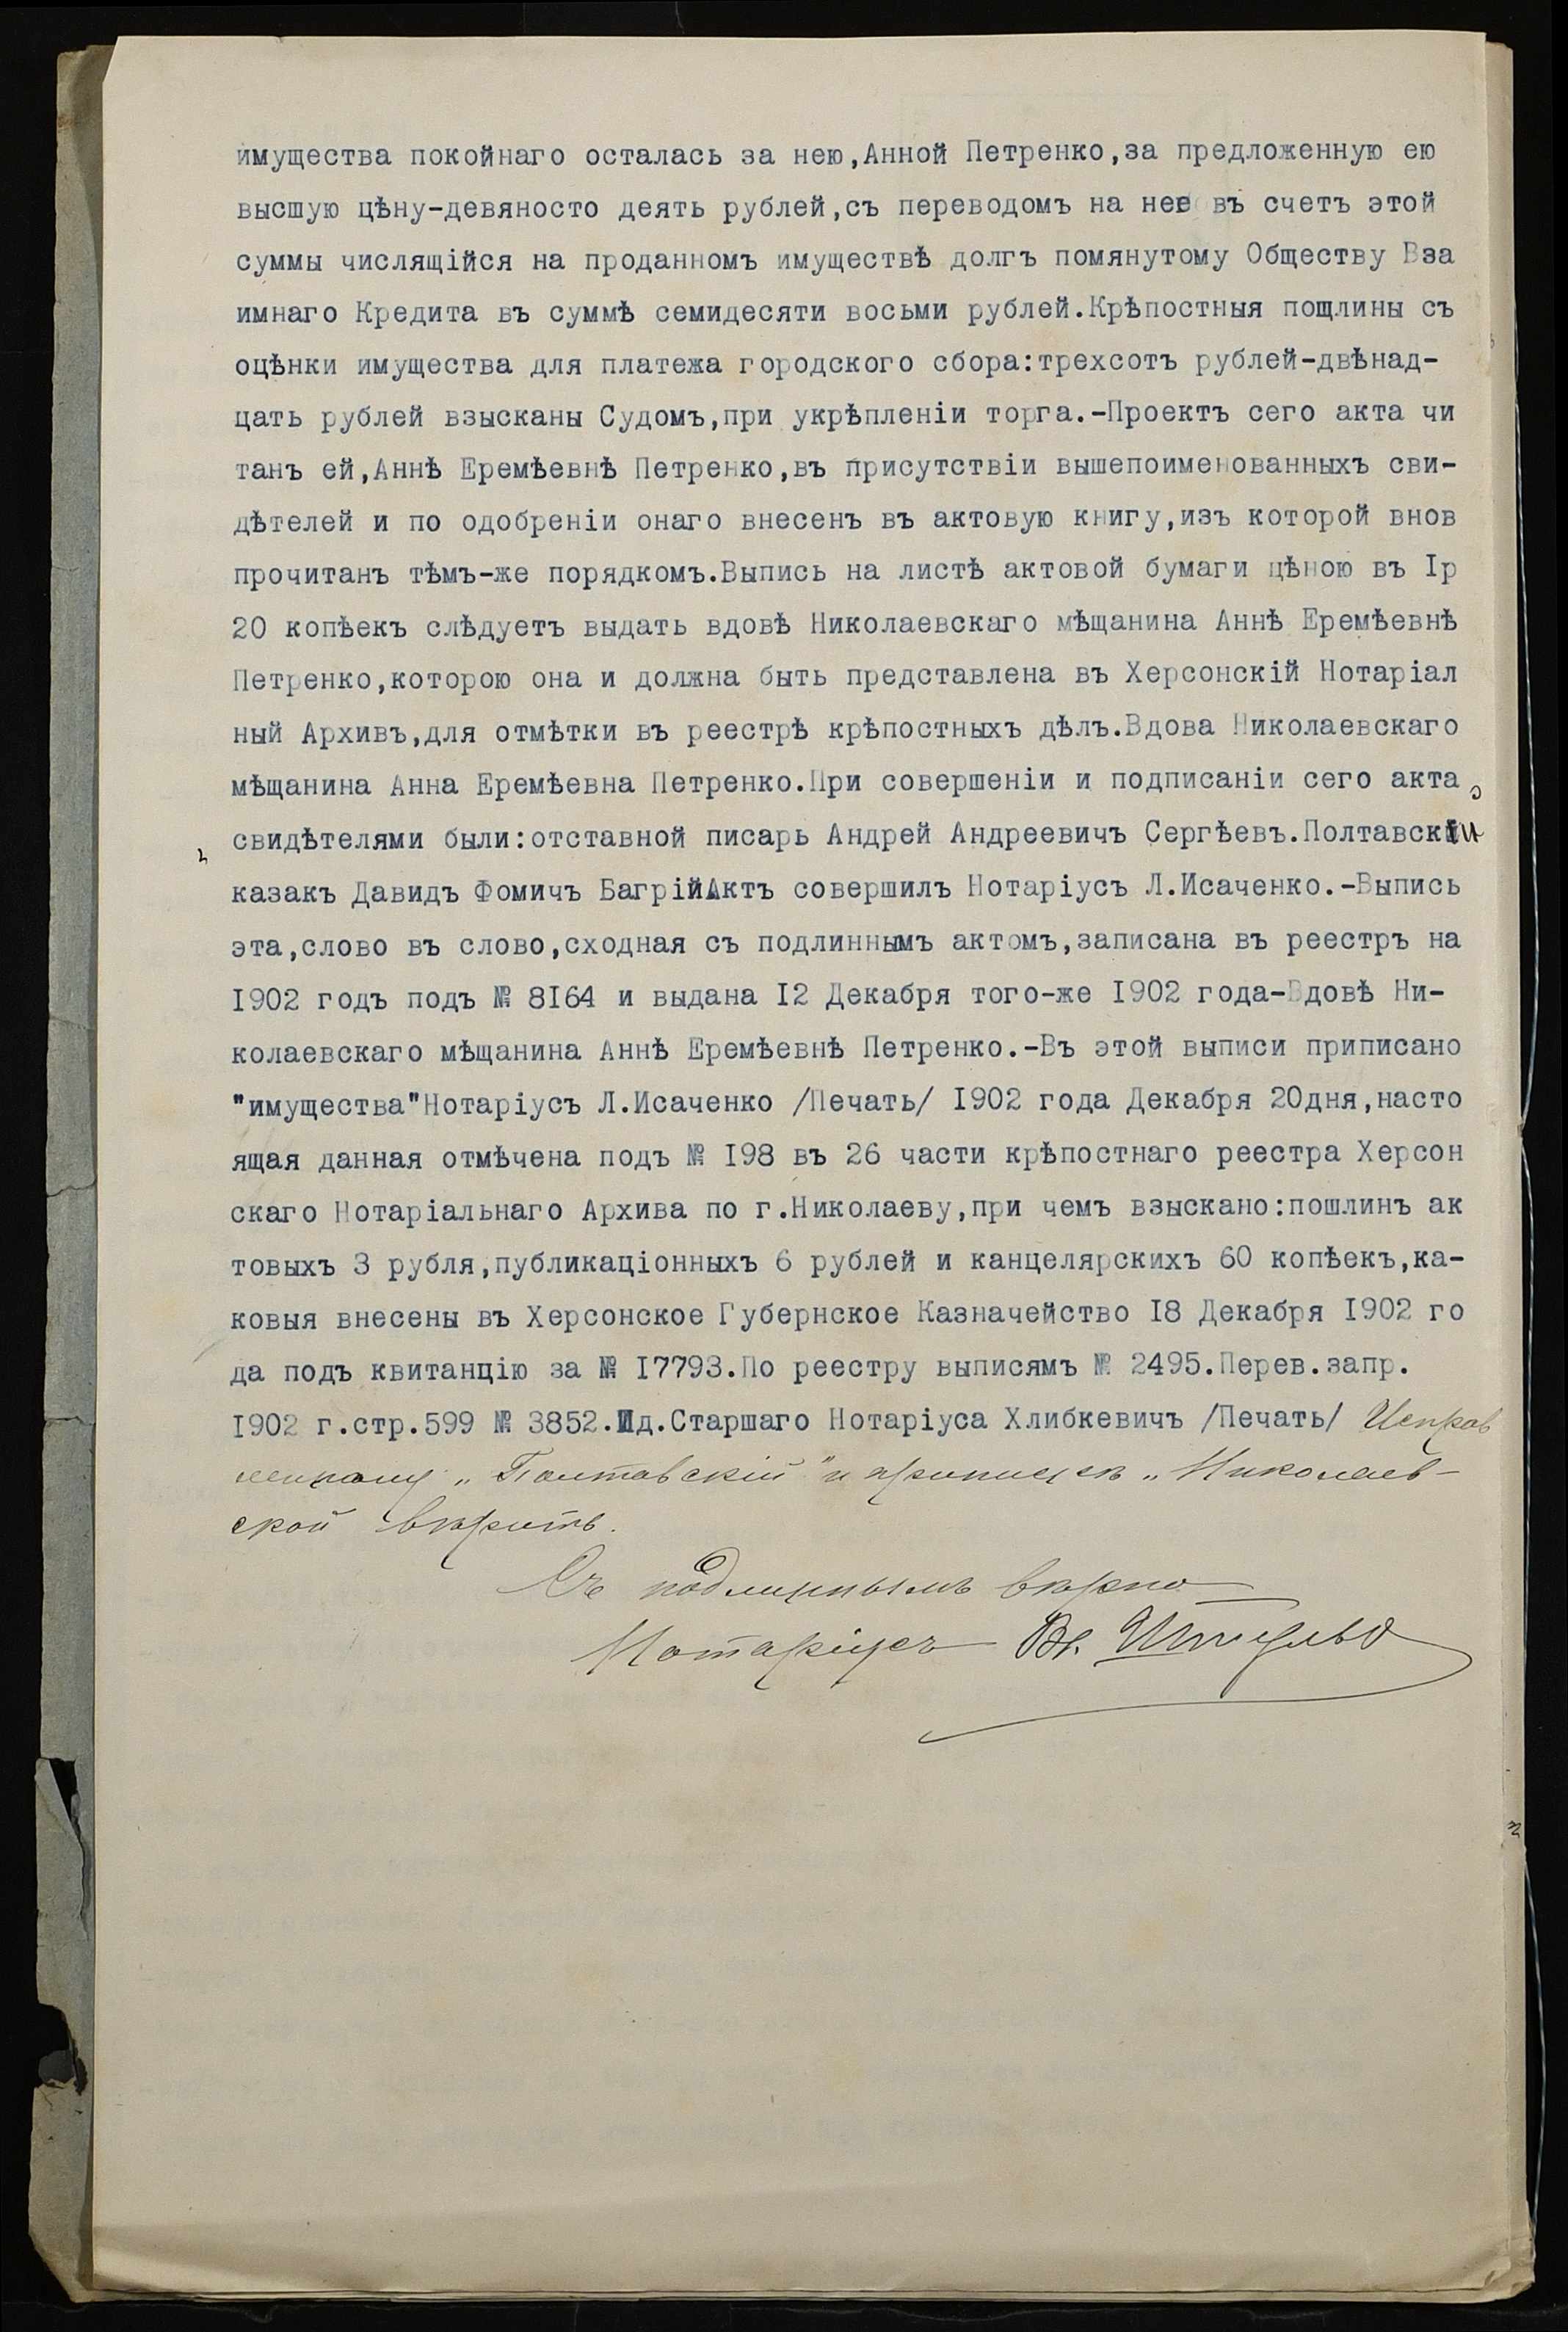 имущества покойнаго осталась за нею,Анной Петренко,за предложенную ею
высшую цѣну-девяносто деять рублей,съ переводомъ на нее въ счетъ этой
суммы числящійся на проданномъ имуществѣ долгъ помянутому Обществу Вза
имнаго Кредита въ суммѣ семидесяти восьми рублей.Крѣпостныя пощлины съ
оцѣнки имущества для платежа городского сбора:трехсотъ рублей-двѣнад-
цать рублей взысканы Судомъ,при укрѣпленіи торга.-Проектъ сего акта чи
танъ ей,Аннѣ Еремѣевнѣ Петренко,въ присутствіи вышепоименованныхъ сви-
дѣтелей и по одобреніи онаго внесенъ въ актовую книгу,изъ которой внов
прочитанъ тѣмъ-же порядкомъ.Выпись на листѣ актовой бумаги цѣною въ Iр
20 копѣекъ слѣдуетъ выдать вдовѣ Николаевскаго мѣщанина Аннѣ Еремѣевнѣ
Петренко,которою она и должна быть представлена въ Херсонскій Нотаріал
ный Архивъ,для отмѣтки въ реестрѣ крѣпостныхъ дѣлъ.Вдова Николаевскаго
мѣщанина Анна Еремѣевна Петренко.При совершеніи и подписаніи сего акта
свидѣтелями были:отставной писарь Андрей Андреевичъ Сергѣевъ.Полтавскій
казакъ Давидъ Фомичъ Багрій.Актъ совершилъ Нотаріусъ Л.Исаченко.-Выпись
эта,слово въ слово,сходная съ подлиннымъ актомъ,записана въ реестръ на
I902 годъ подъ № 8I64 и выдана I2 Декабря того-же I902 года-Вдовѣ Ни-
колаевскаго мѣщанина Аннѣ Еремѣевнѣ Петренко.-Въ этой выписи приписано
"имущества"Нотаріусъ Л.Исаченко /Печать/ I902 года Декабря 20дня,насто
ящая данная отмѣчена подъ № I98 въ 26 части крѣпостнаго реестра Херсон
скаго Нотаріальнаго Архива по г.Николаеву,при чемъ взыскано:пошлинъ ак
товыхъ 3 рубля,публикаціонныхъ 6 рублей и канцелярскихъ 60 копѣекъ,ка-
ковыя внесены въ Херсонское Губернское Казначейство I8 Декабря I902 го
да подъ квитанцію за № I7793.По реестру выписямъ № 2495.Перев.запр.
I902 г.стр.599 № 3852.Ид.Старшаго Нотаріуса Хлибкевичъ /Печать/ Исправ
ленному „Полтавскій" и „Николаев-
ской вѣрить.
Съ подлиннымъ вѣрно
Нотаріусъ Вл.